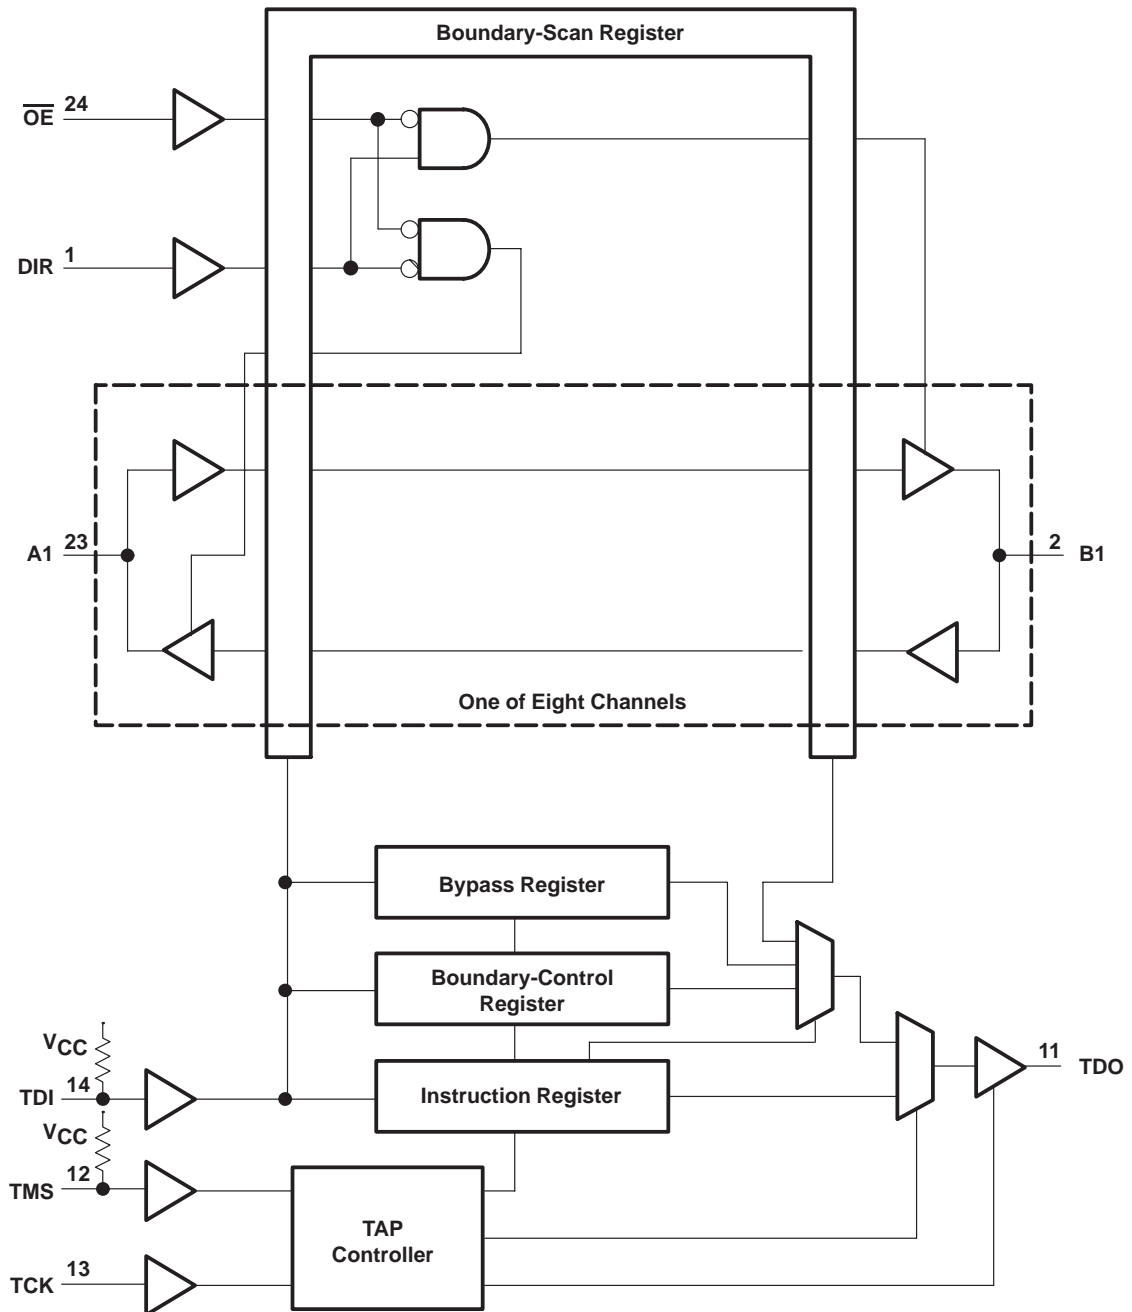 Boundary-Scan Register
OE 24
DIR 1
A1 23
2 B1
One of Eight Channels
Bypass Register
Boundary-Control
Register
VCC
TDI 14
Instruction Register
11 TDO
VCC
TMS 12
TAP
Controller
TCK 13